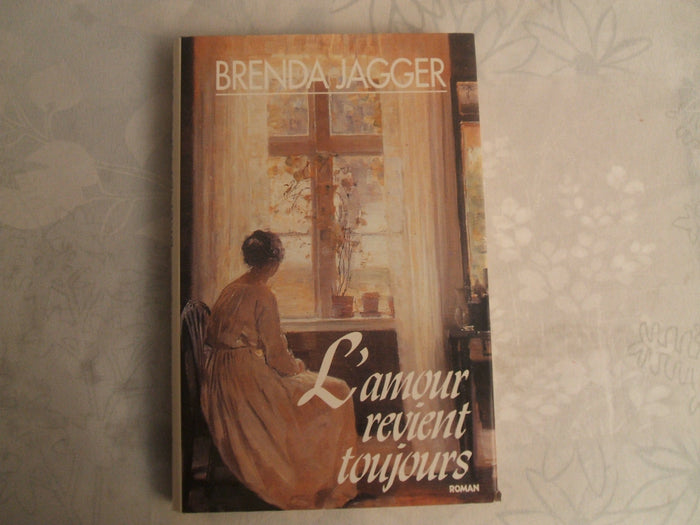 BRENDA JAGGER
L'amour
revient
toujours
ROMAN